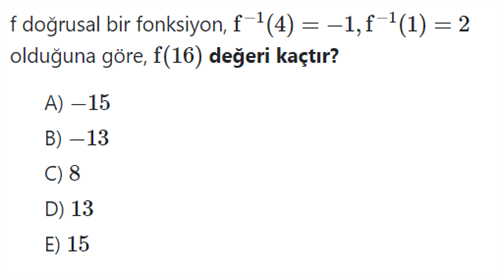 f doğrusal bir fonksiyon, f⁻¹(4) = −1, f⁻¹(1) = 2
olduğuna göre, f(16) değeri kaçtır?
A) −15
B) −13
C) 8
D) 13
E) 15